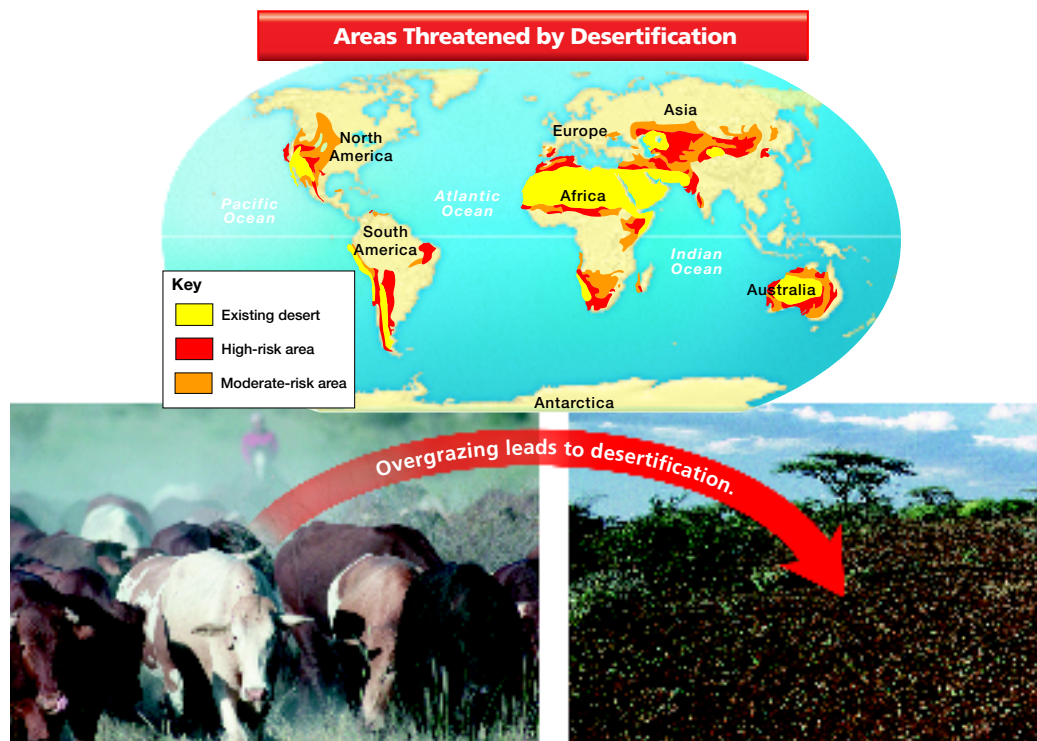 Areas Threatened by Desertification
North
America
Europe
Asia
Pacific
Ocean
Atlantic
Ocean
Africa
South
America
Indian
Ocean
Australia
Key
Existing desert
High-risk area
Moderate-risk area
Antarctica
Overgrazing leads to desertification.